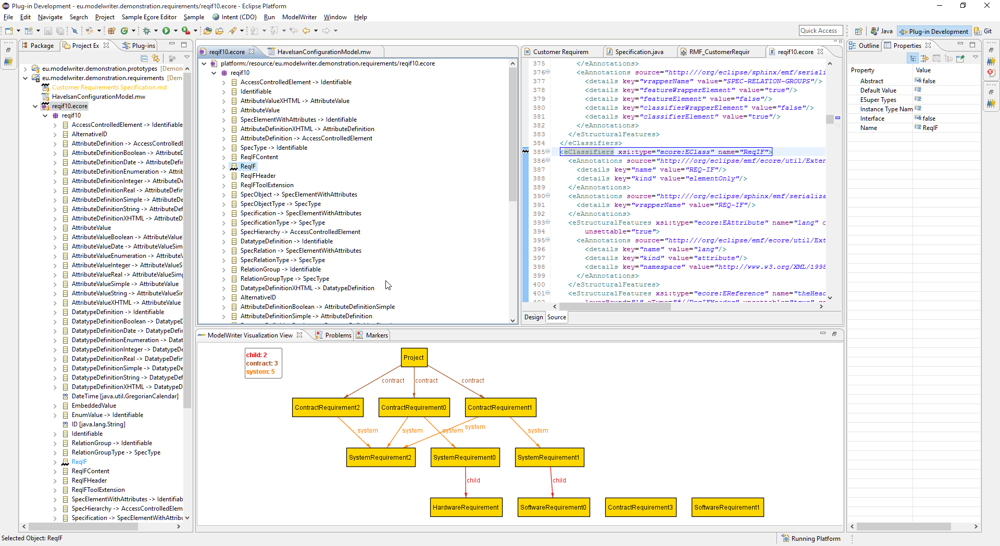 Plug-in Development - eu.modelwriter.demonstration.requirements/reqif10.ecore - Eclipse Platform
File Edit Navigate Search Project Sample Ecore Editor Sample Intent (CDO) Run ModelWriter Window Help
Quick Access
Java
Plug-in Development
Git
Package
Project Ex
Plug-ins
eu.modelwriter.demonstration.prototypes [Demon
eu.modelwriter.demonstration.requirements [Dem
Customer Requirements Specification.md
HavelsanConfigurationModel.mw
reqif10.ecore
reqif10
AccessControlledElement -> Identifiable
AlternativeID
AttributeDefinition -> AccessControlledE
AttributeDefinitionBoolean -> AttributeD
AttributeDefinitionDate -> AttributeDefin
AttributeDefinitionEnumeration -> Attrib
AttributeDefinitionInteger -> AttributeDe
AttributeDefinitionReal -> AttributeDefin
AttributeDefinitionSimple -> AttributeDe
AttributeDefinitionString -> AttributeDef
AttributeDefinitionXHTML -> AttributeD
AttributeValue
AttributeValueBoolean -> AttributeValue
AttributeValueDate -> AttributeValueSim
AttributeValueEnumeration -> AttributeV
AttributeValueInteger -> AttributeValueS
AttributeValueReal -> AttributeValueSim
AttributeValueSimple -> AttributeValue
AttributeValueString -> AttributeValueSi
AttributeValueXHTML -> AttributeValue
DatatypeDefinition -> Identifiable
DatatypeDefinitionBoolean -> DatatypeD
DatatypeDefinitionDate -> DatatypeDefi
DatatypeDefinitionEnumeration -> Datat
DatatypeDefinitionInteger -> DatatypeDe
DatatypeDefinitionReal -> DatatypeDefin
DatatypeDefinitionSimple -> DatatypeDe
DatatypeDefinitionString -> DatatypeDef
DatatypeDefinitionXHTML -> DatatypeD
DateTime [java.util.GregorianCalendar]
EmbeddedValue
EnumValue -> Identifiable
ID [java.lang.String]
Identifiable
RelationGroup -> Identifiable
RelationGroupType -> SpecType
ReqIF
ReqIFContent
ReqIFHeader
ReqIFToolExtension
SpecElementWithAttributes -> Identifiab
SpecHierarchy -> AccessControlledElem
Specification -> SpecElementWithAttribu
reqif10.ecore
HavelsanConfigurationModel.mw
platform:/resource/eu.modelwriter.demonstration.requirements/reqif10.ecore
reqif10
AccessControlledElement -> Identifiable
Identifiable
AttributeValueXHTML -> AttributeValue
AttributeValue
SpecElementWithAttributes -> Identifiable
AttributeDefinitionXHTML -> AttributeDefinition
AttributeDefinition -> AccessControlledElement
SpecType -> Identifiable
ReqIFContent
ReqIF
ReqIFHeader
ReqIFToolExtension
SpecObject -> SpecElementWithAttributes
SpecObjectType -> SpecType
Specification -> SpecElementWithAttributes
SpecificationType -> SpecType
SpecHierarchy -> AccessControlledElement
DatatypeDefinition -> Identifiable
SpecRelation -> SpecElementWithAttributes
SpecRelationType -> SpecType
RelationGroup -> Identifiable
RelationGroupType -> SpecType
DatatypeDefinitionXHTML -> DatatypeDefinition
AlternativeID
AttributeDefinitionBoolean -> AttributeDefinitionSimple
AttributeDefinitionSimple -> AttributeDefinition
Customer Requirem
Specification.java
RMF_CustomerRequir
reqif10.ecore
375 </eAnnotations>
376 <eAnnotations source="http:///org/eclipse/sphinx/emf/seriali
377 <details key="wrapperName" value="SPEC-RELATION-GROUPS"/>
378 <details key="featureWrapperElement" value="true"/>
379 <details key="featureElement" value="false"/>
380 <details key="classifierWrapperElement" value="false"/>
381 <details key="classifierElement" value="true"/>
382 </eAnnotations>
383 </eStructuralFeatures>
384 </eClassifiers>
385 <eClassifiers xsi:type="ecore:EClass" name="ReqIF">
386 <eAnnotations source="http:///org/eclipse/emf/ecore/util/Exten
387 <details key="name" value="REQ-IF"/>
388 <details key="kind" value="elementOnly"/>
389 </eAnnotations>
390 <eAnnotations source="http:///org/eclipse/sphinx/emf/serializa
391 <details key="wrapperName" value="REQ-IF"/>
392 </eAnnotations>
393 <eStructuralFeatures xsi:type="ecore:EAttribute" name="lang"
394 unsettable="true">
395 <eAnnotations source="http:///org/eclipse/emf/ecore/util/Ext
396 <details key="name" value="lang"/>
397 <details key="kind" value="attribute"/>
398 <details key="namespace" value="http://www.w3.org/XML/1998
399 </eAnnotations>
400 </eStructuralFeatures>
401 <eStructuralFeatures xsi:type="ecore:EReference" name="theHead
Design
Source
Outline
Properties
Property Value
Abstract false
Default Value
ESuper Types
Instance Type Nam
Interface false
Name ReqIF
ModelWriter Visualization View
Problems
Markers
child: 2
contract: 3
system: 5
Project
contract contract contract
ContractRequirement2 ContractRequirement0 ContractRequirement1
system system system system system
SystemRequirement2 SystemRequirement0 SystemRequirement1
child child
HardwareRequirement SoftwareRequirement0 ContractRequirement3 SoftwareRequirement1
Selected Object: ReqIF
Running Platform